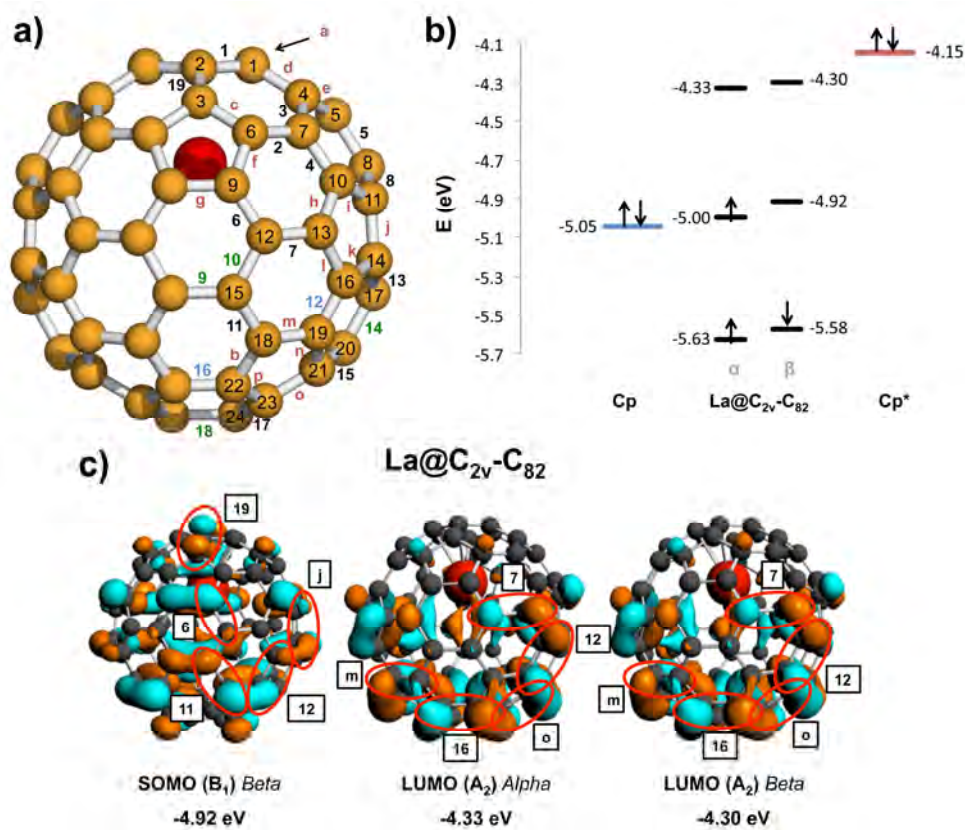 a)
a
1
2
1
d
19
4
e
3
3
5
c
5
6
7
2
f
4
8
10
8
9
h
i
11
g
6
j
12
13
k
14
7
l
10
16
13
9
15
12
17
11
m
14
18
19
b
n
20
16
21
15
22
p
o
23
24
17
18
b)
E (eV)
-4.1
-4.3
-4.5
-4.7
-4.9
-5.1
-5.3
-5.5
-5.7
-4.15
-4.33
-4.30
-4.92
-5.00
-5.05
-5.63
-5.58
α
β
Cp
La@C2v-C82
Cp*
c)
La@C2v-C82
19
j
6
11
12
7
m
16
o
12
7
m
16
o
12
SOMO (B1) Beta
LUMO (A2) Alpha
LUMO (A2) Beta
-4.92 eV
-4.33 eV
-4.30 eV